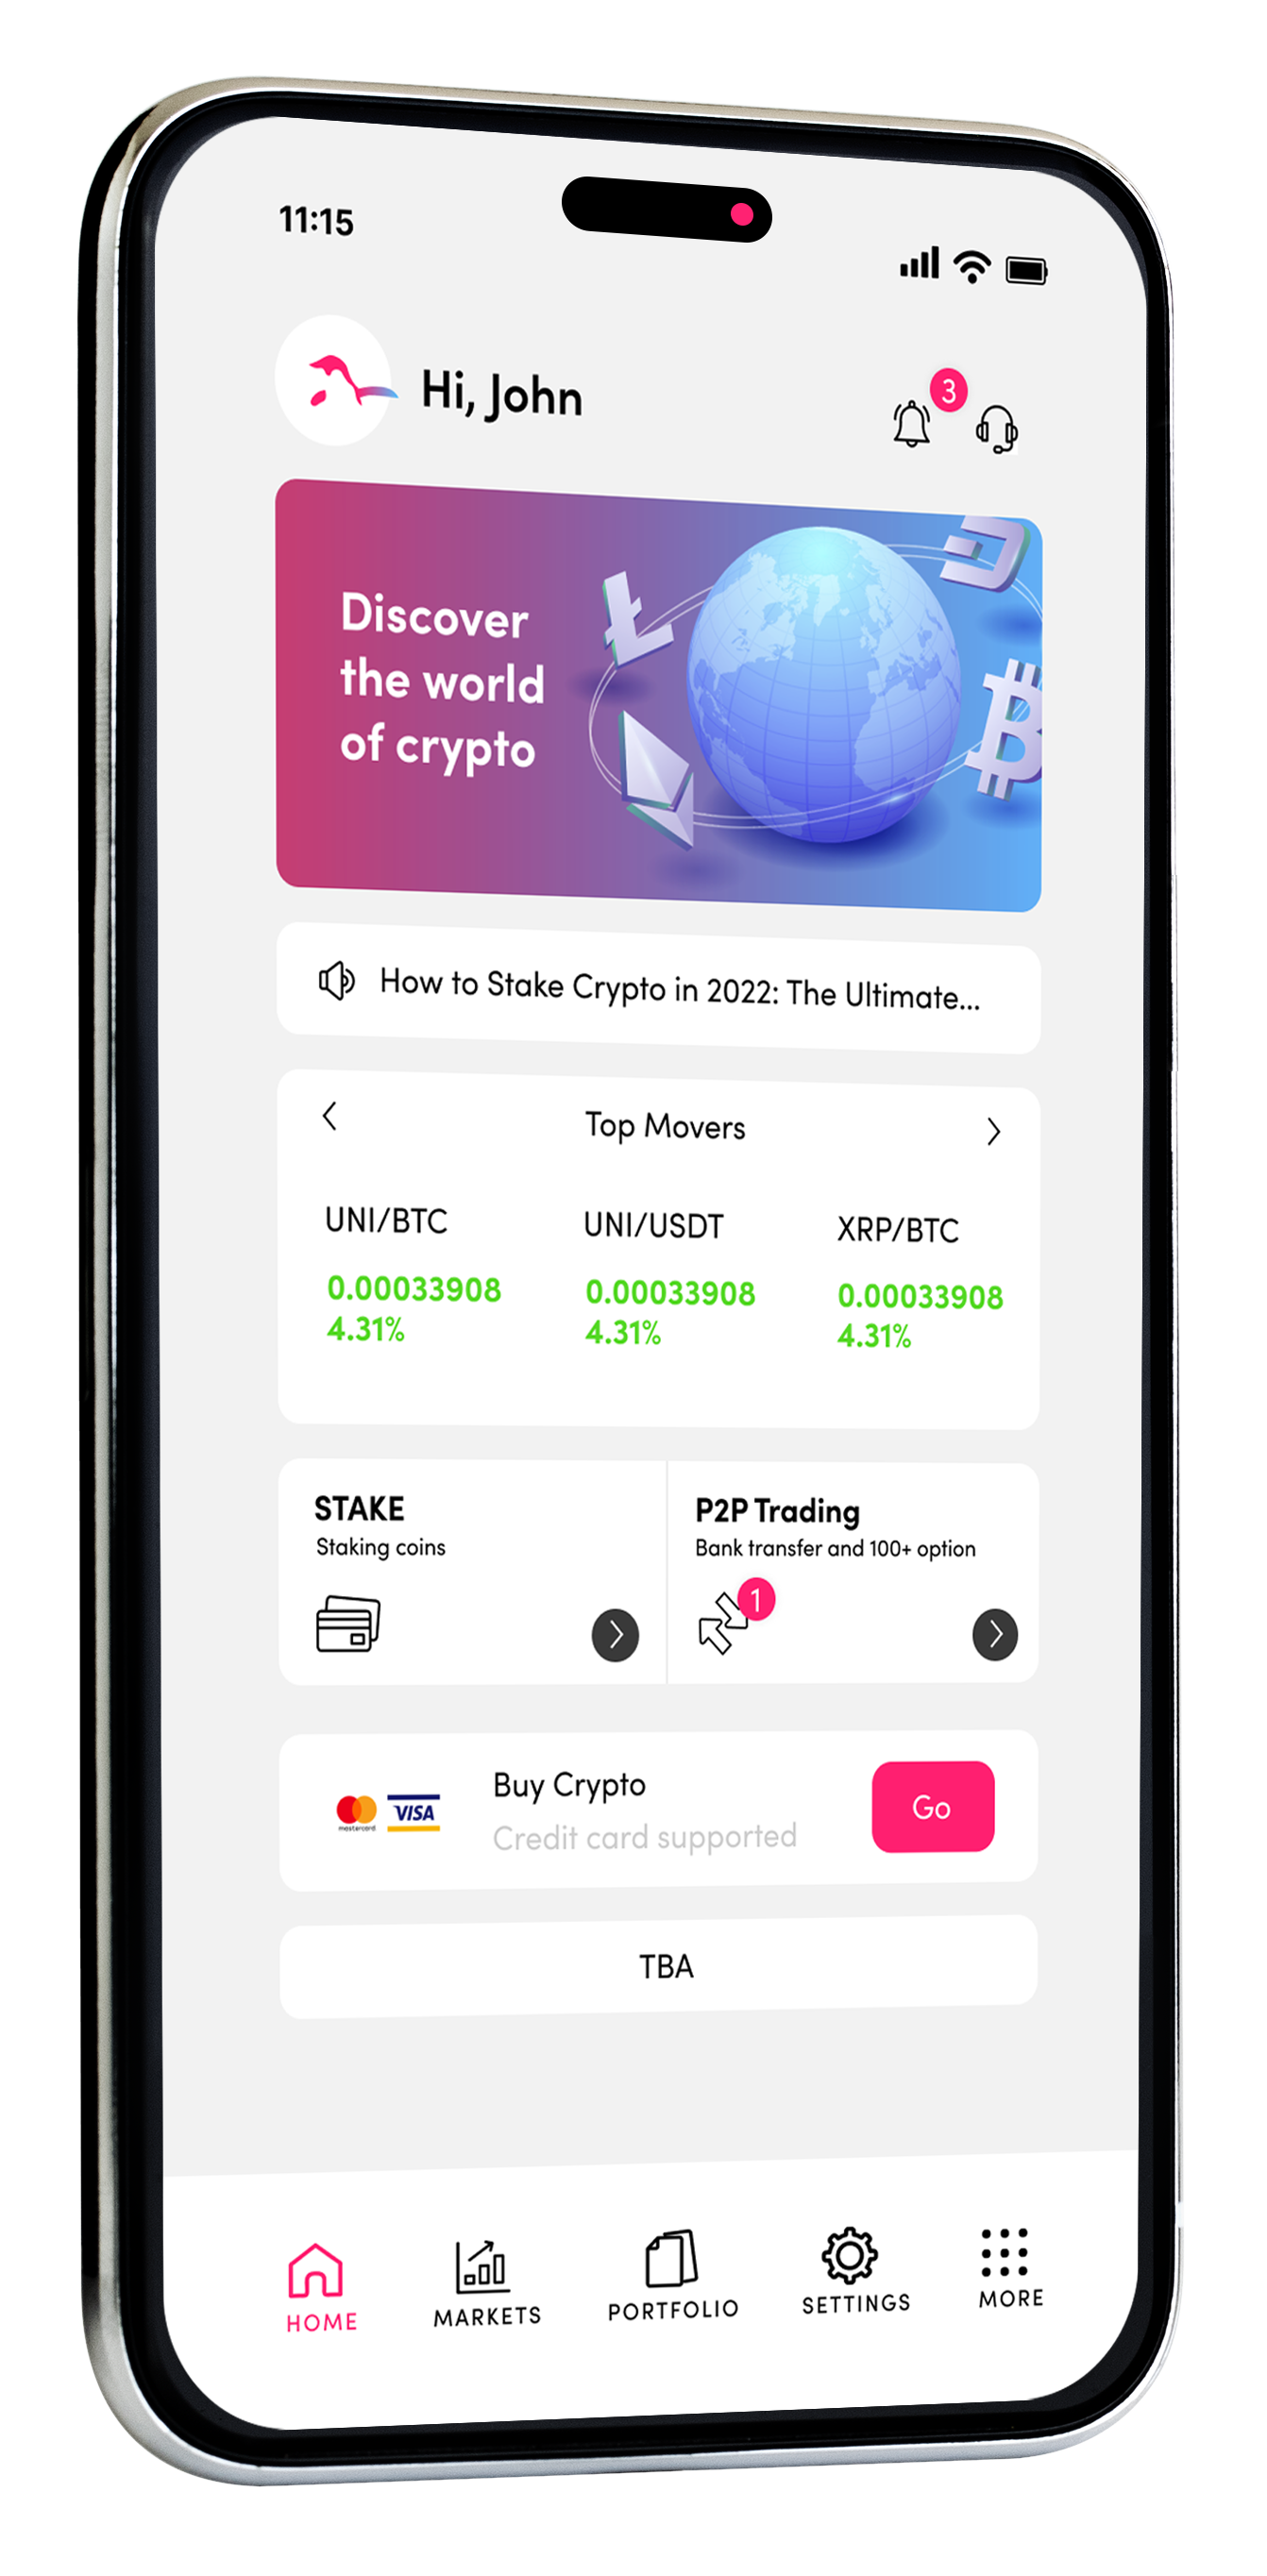 11:15
Hi, John
3
Discover
the world
of crypto
How to Stake Crypto in 2022: The Ultimate...
Top Movers
UNI/BTC
UNI/USDT
XRP/BTC
0.00033908
0.00033908
0.00033908
4.31%
4.31%
4.31%
STAKE
P2P Trading
Staking coins
Bank transfer and 100+ option
1
Buy Crypto
Credit card supported
mastercard
VISA
Go
TBA
HOME
MARKETS
PORTFOLIO
SETTINGS
MORE